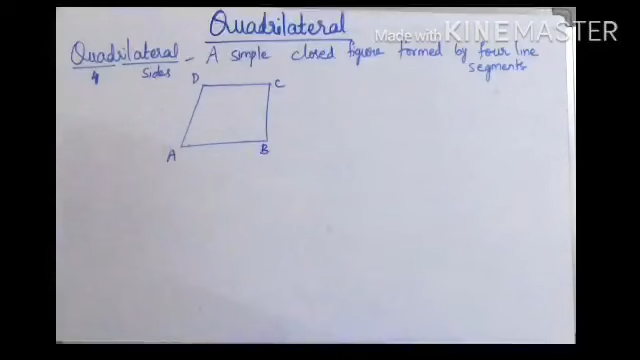 Quadrilateral
Made with KINEMASTER
Quadrilateral - A simple closed figure formed by four line
4 sides segments
D C
A B